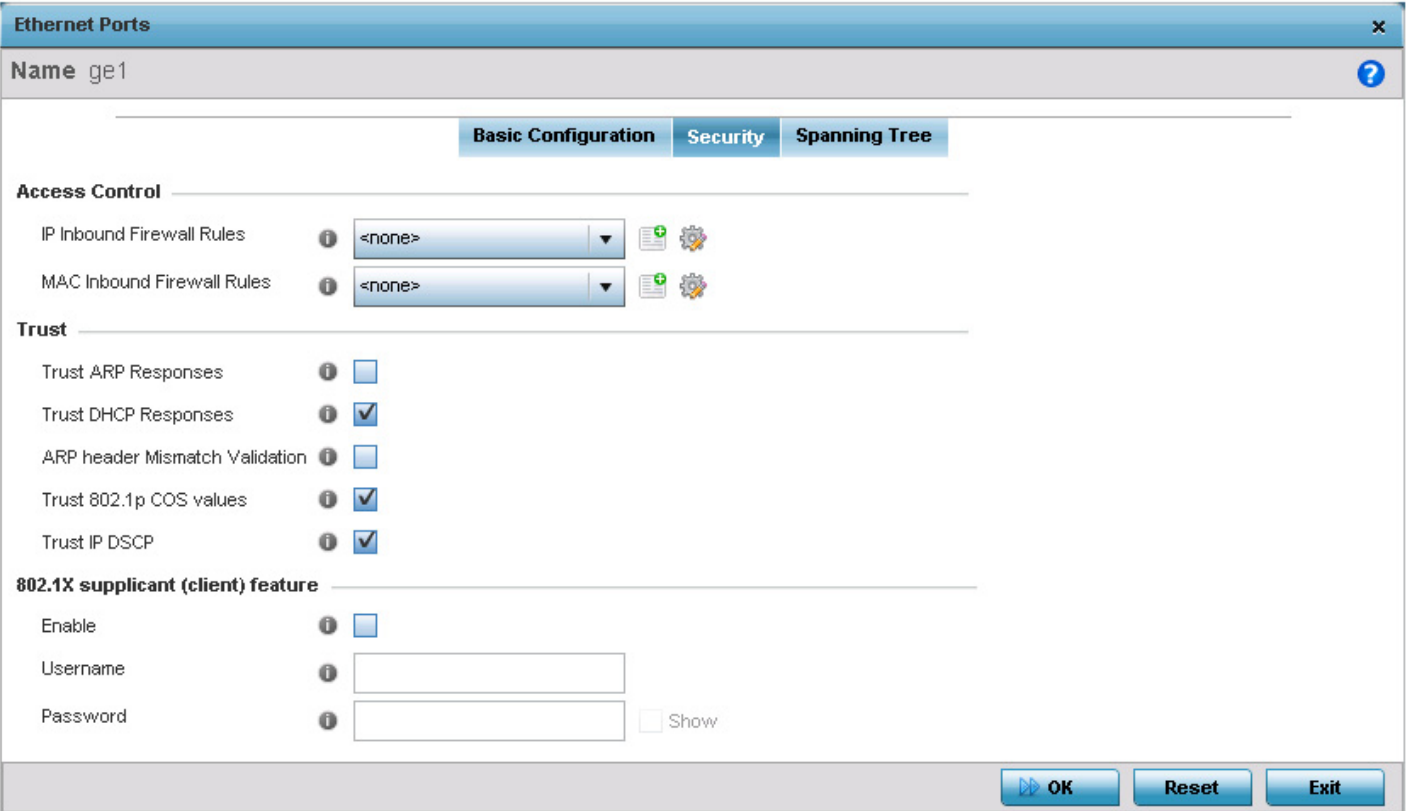 Ethernet Ports
Name ge1
Basic Configuration Security Spanning Tree
Access Control
IP Inbound Firewall Rules <none>
MAC Inbound Firewall Rules <none>
Trust
Trust ARP Responses
Trust DHCP Responses
ARP header Mismatch Validation
Trust 802.1p COS values
Trust IP DSCP
802.1X supplicant (client) feature
Enable
Username
Password Show
OK Reset Exit